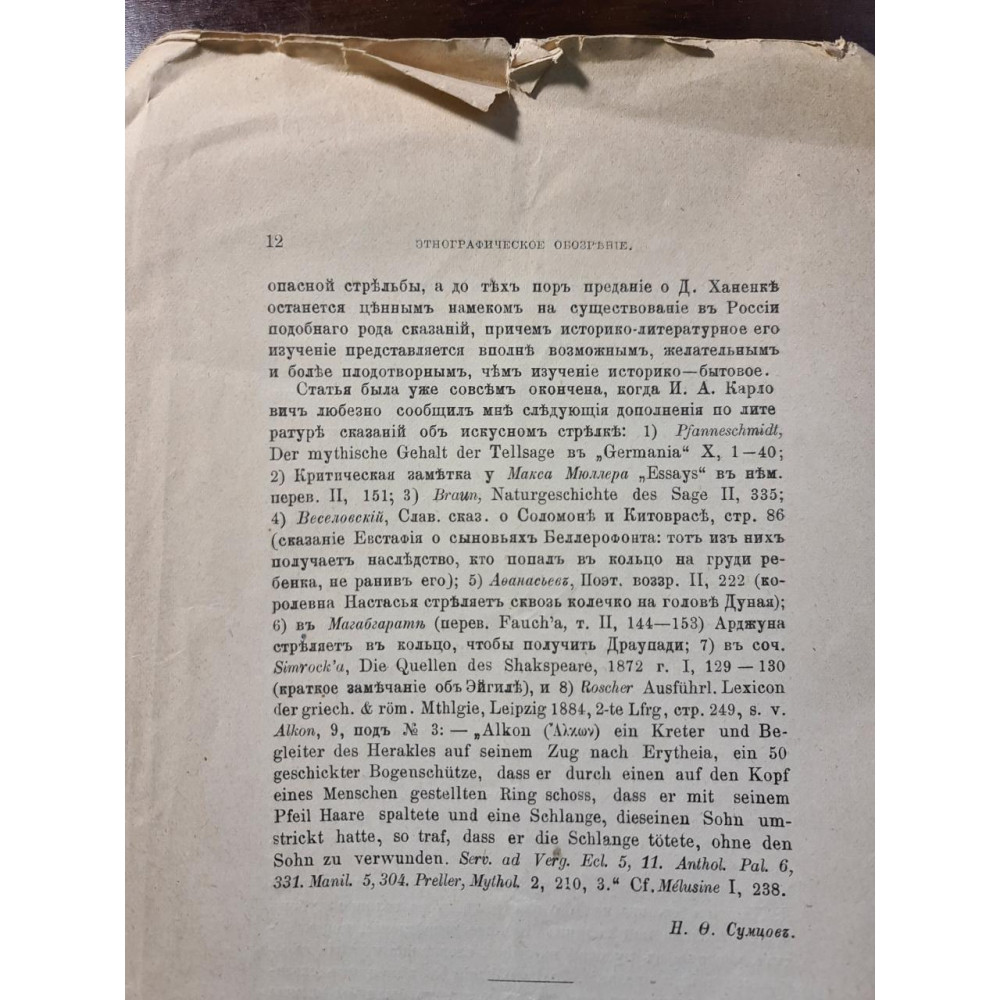 12
ЭТНОГРАФИЧЕСКОЕ ОБОЗРѢНІЕ.
опасной стрѣльбы, а до тѣхъ поръ преданіе о Д. Ханенкѣ
останется цѣннымъ намекомъ на существованіе въ Россіи
подобнаго рода сказаній, причемъ историко-литературное его
изученіе представляется вполнѣ возможнымъ, желательнымъ
и болѣе плодотворнымъ, чѣмъ изученіе историко—бытовое.
Статья была уже совсѣмъ окончена, когда И. А. Карло
вичъ любезно сообщилъ мнѣ слѣдующія дополненія по лите
ратурѣ сказаній объ искусномъ стрѣлкѣ: 1) Pfanneschmidt,
Der mythische Gehalt der Tellsage въ „Germania“ X, 1—40;
2) Критическая замѣтка у Макса Мюллера „Essays“ въ нѣм.
перев. II, 151; 3) Braun, Naturgeschichte des Sage II, 335;
4) Веселовскій, Слав. сказ. о Соломонѣ и Китоврасѣ, стр. 86
(сказаніе Евстафія о сыновьяхъ Беллерофонта: тотъ изъ нихъ
получаетъ наслѣдство, кто попалъ въ кольцо на груди ре-
бенка, не ранивъ его); 5) Аѳанасьевъ, Поэт. воззр. II, 222 (ко-
ролевна Настасья стрѣляетъ сквозь колечко на головѣ Дуная);
6) въ Магабгаратѣ (перев. Fauch'a, т. II, 144—153) Арджуна
стрѣляетъ въ кольцо, чтобы получить Драупади; 7) въ соч.
Simrock'a, Die Quellen des Shakspeare, 1872 г. I, 129 — 130
(краткое замѣчаніе объ Эйгилѣ), и 8) Roscher Ausführl. Lexicon
der griech. & röm. Mthlgie, Leipzig 1884, 2-te Lfrg, стр. 249, s. v.
Alkon, 9, подъ № 3: — „Alkon (Ἄλκων) ein Kreter und Be-
gleiter des Herakles auf seinem Zug nach Erytheia, ein 50
geschickter Bogenschütze, dass er durch einen auf den Kopf
eines Menschen gestellten Ring schoss, dass er mit seinem
Pfeil Haare spaltete und eine Schlange, dieseinen Sohn um-
strickt hatte, so traf, dass er die Schlange tötete, ohne den
Sohn zu verwunden. Serv. ad Verg. Ecl. 5, 11. Anthol. Pal. 6,
331. Manil. 5, 304. Preller, Mythol. 2, 210, 3.“ Cf. Mélusine I, 238.
Н. Ѳ. Сумцовъ.